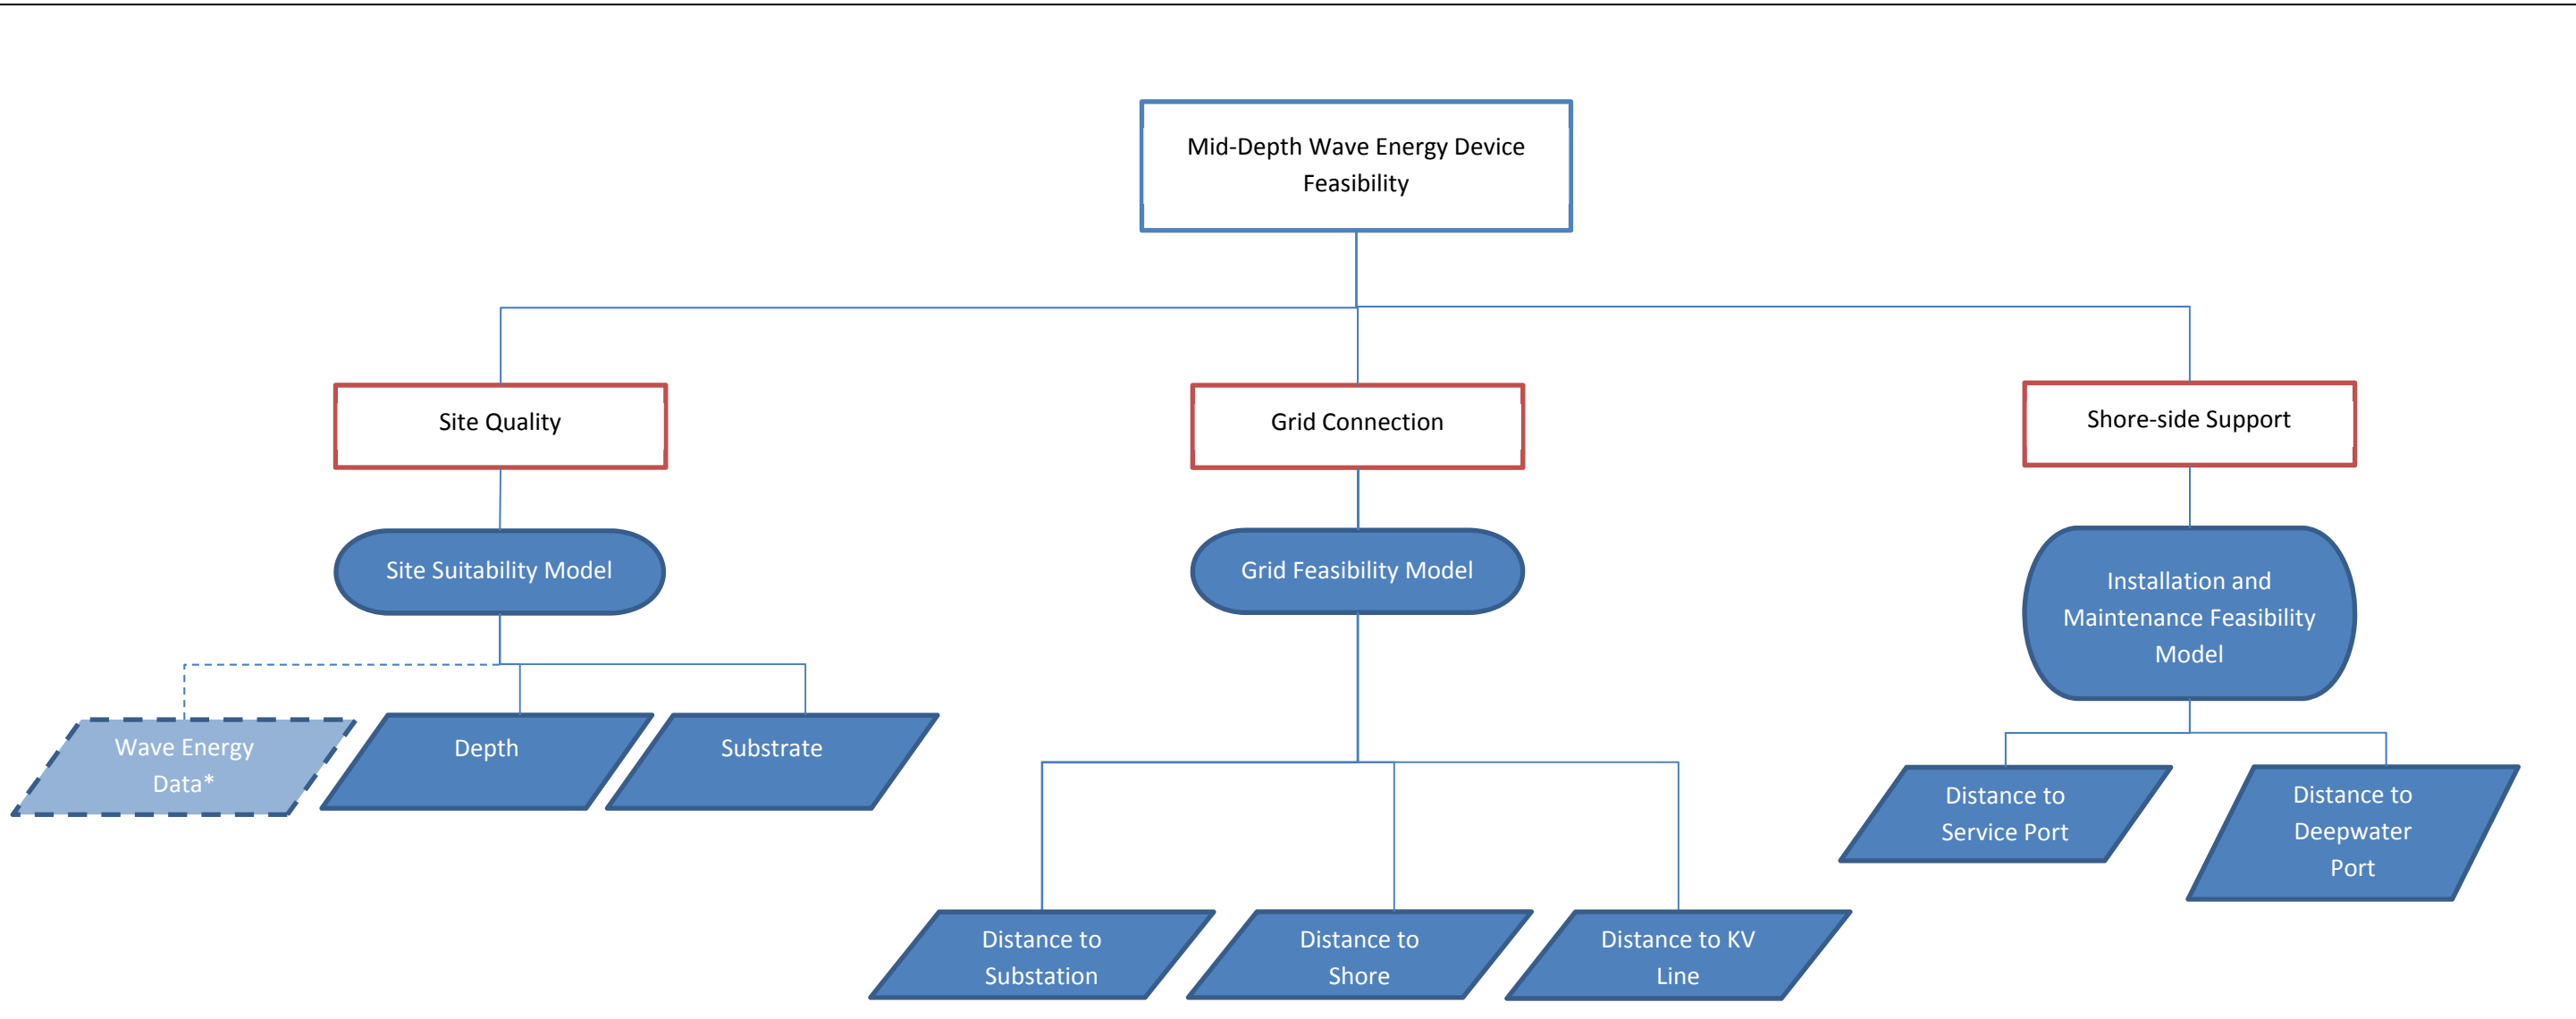 Mid-Depth Wave Energy Device
Feasibility
Site Quality
Grid Connection
Shore-side Support
Site Suitability Model
Grid Feasibility Model
Installation and
Maintenance Feasibility
Model
Wave Energy
Data*
Depth
Substrate
Distance to
Service Port
Distance to
Deepwater
Port
Distance to
Substation
Distance to
Shore
Distance to KV
Line